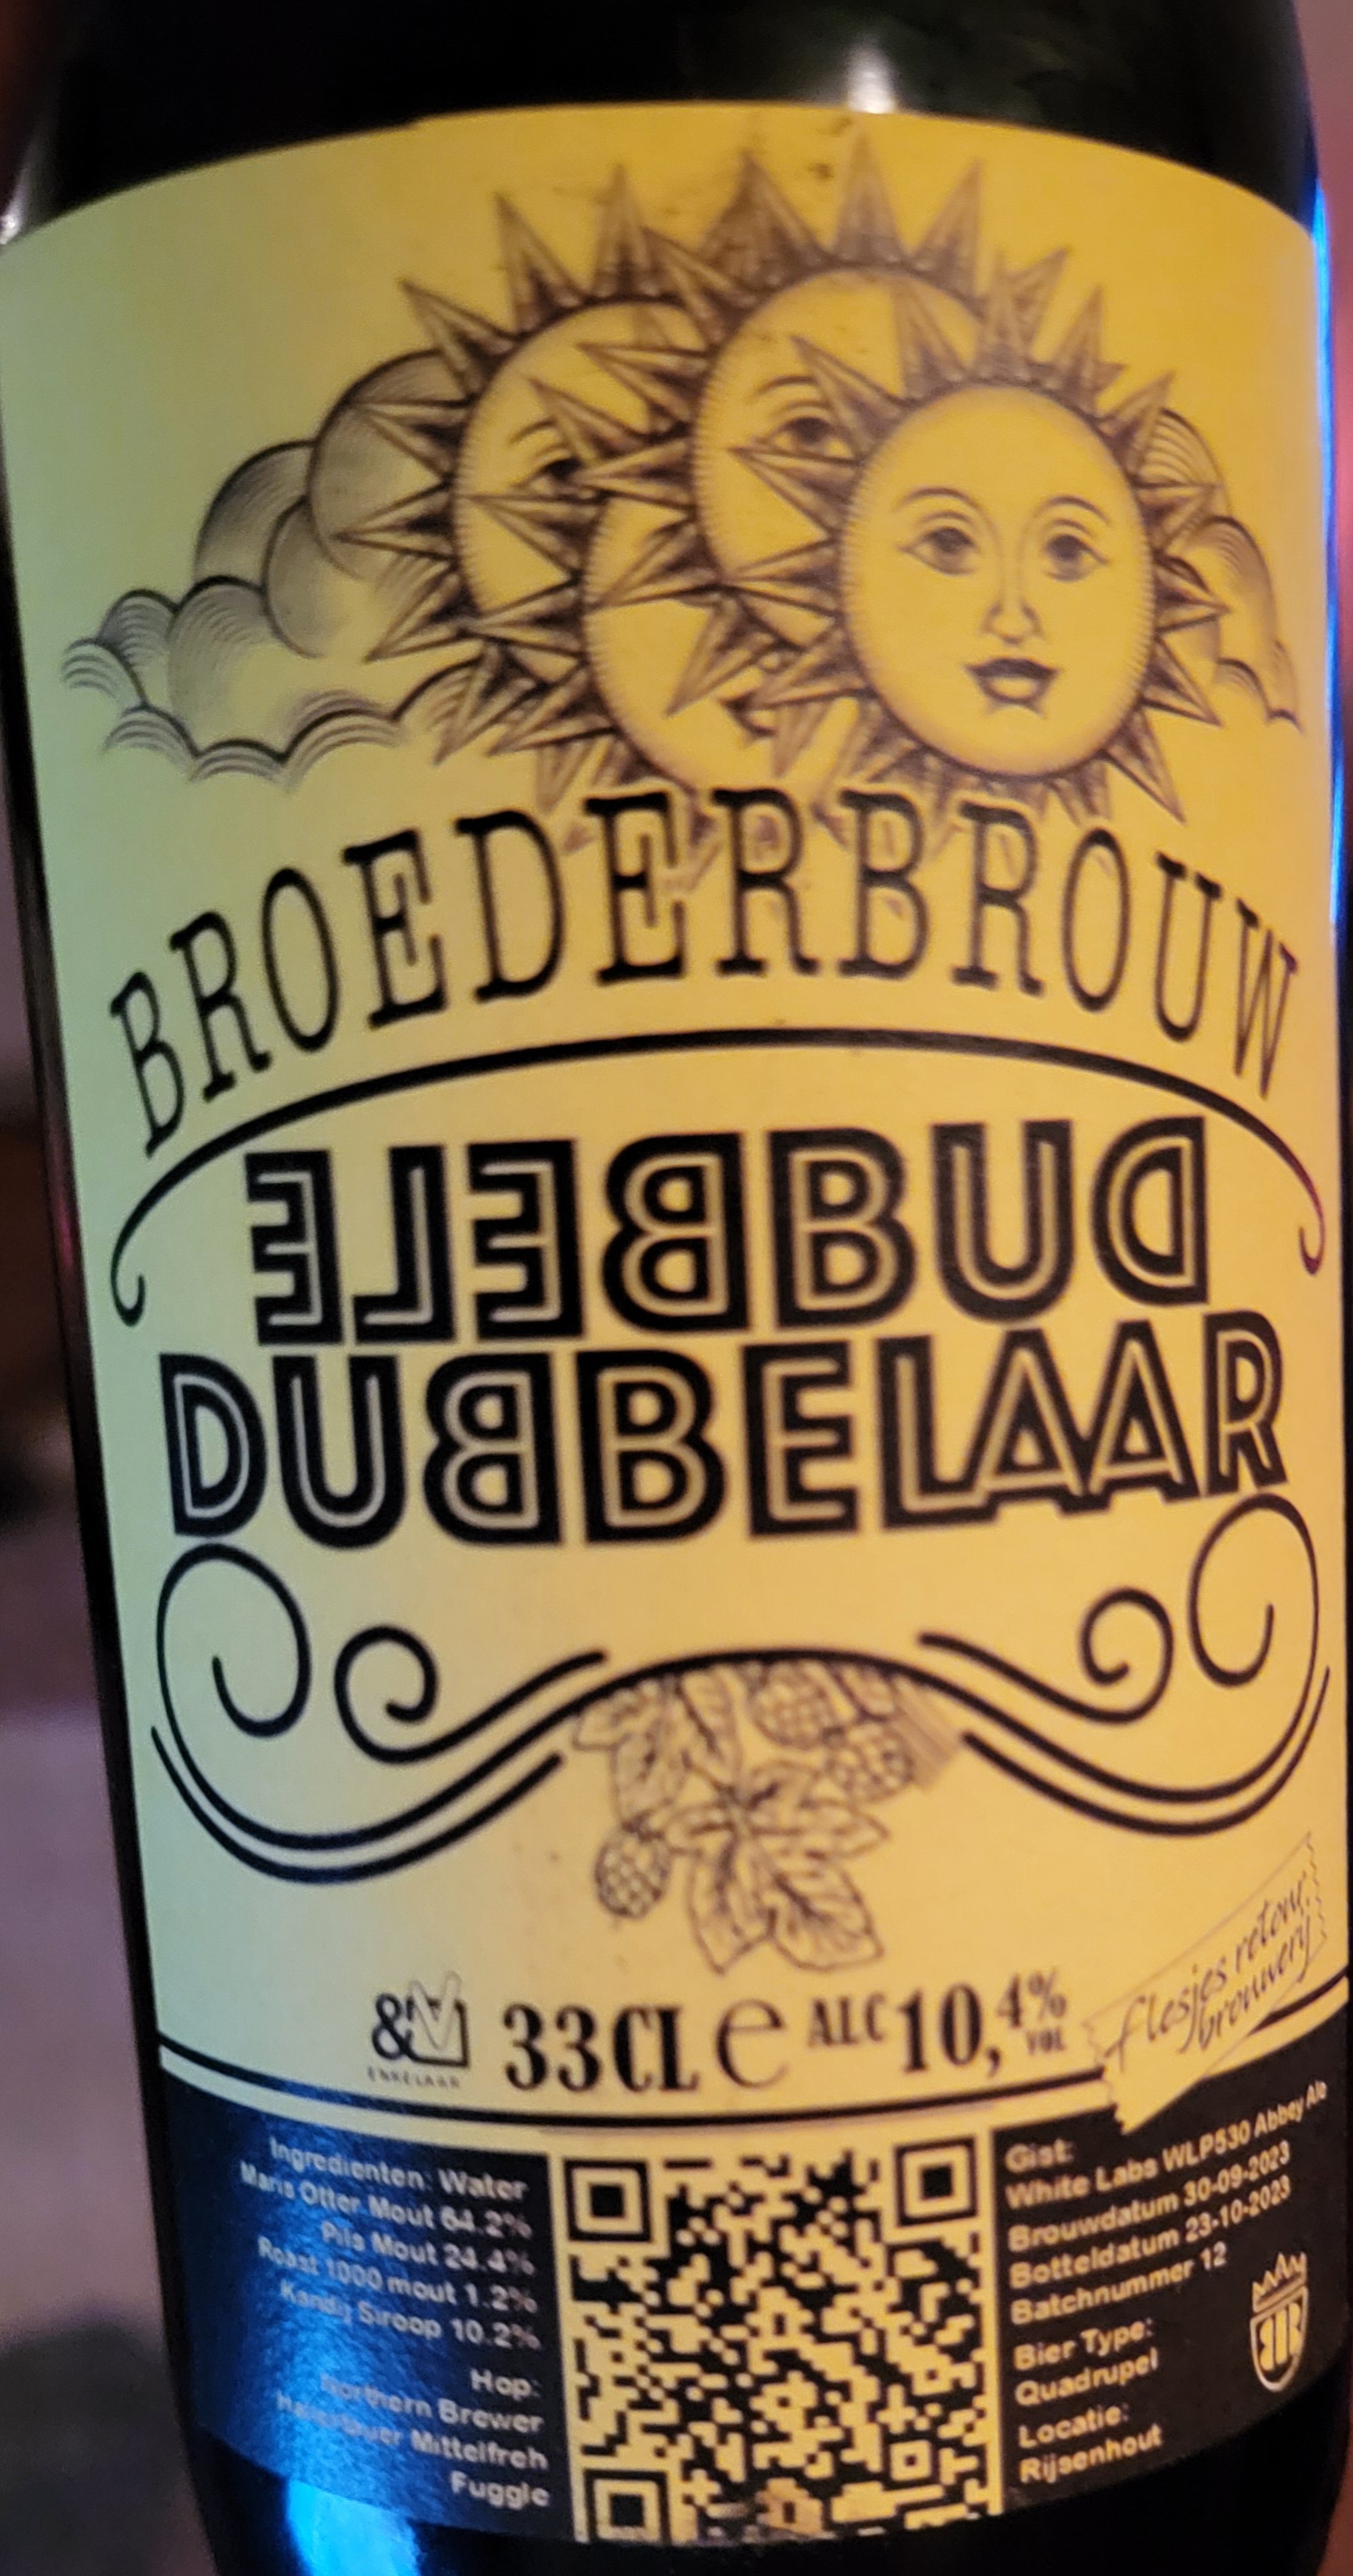 BROEDERBROUW
DUBBELE
DUBBELAAR
& ENKELAAR
33CL e ALC 10,4% VOL
flesjes retour
brouwerij
Ingredienten: Water
Maris Otter Mout 64.2%
Pils Mout 24.4%
Roast 1000 mout 1.2%
Kandij Siroop 10.2%
Hop:
Northern Brewer
Hallertauer Mittelfreh
Fuggle
Gist:
White Labs WLP530 Abbey Ale
Brouwdatum 30-09-2023
Botteldatum 23-10-2023
Batchnummer 12
Bier Type:
Quadrupel
Locatie:
Rijsenhout